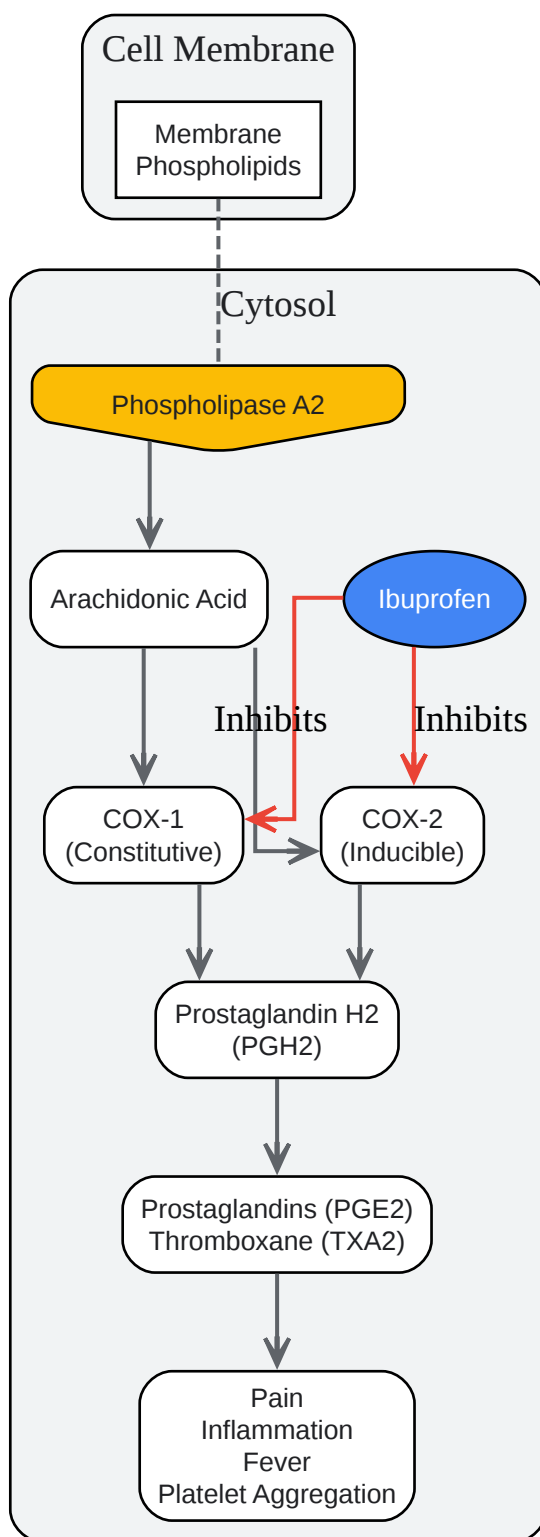 Cell Membrane
Membrane
Phospholipids
Cytosol
Phospholipase A2
Arachidonic Acid
Ibuprofen
Inhibits
Inhibits
COX-1
(Constitutive)
COX-2
(Inducible)
Prostaglandin H2
(PGH2)
Prostaglandins (PGE2)
Thromboxane (TXA2)
Pain
Inflammation
Fever
Platelet Aggregation